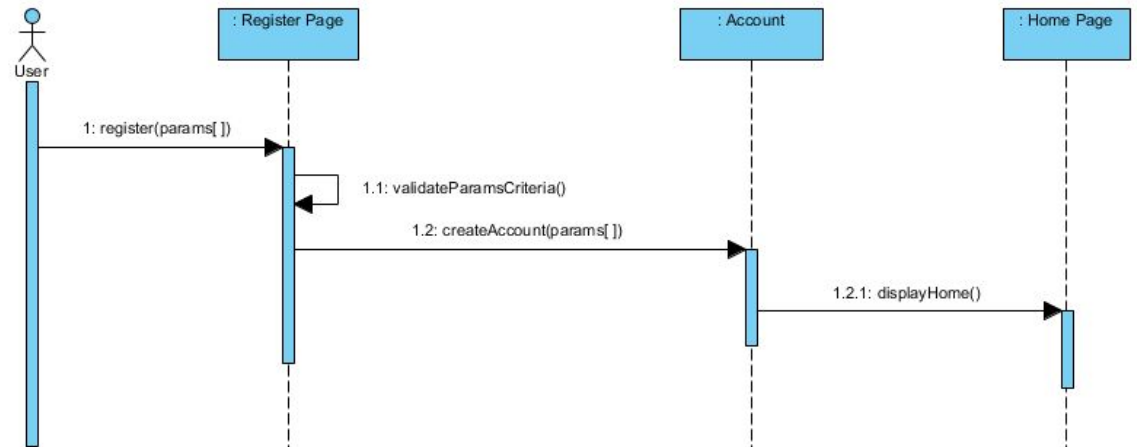 : Register Page
: Account
: Home Page
User
1: register(params[ ])
1.1: validateParamsCriteria()
1.2: createAccount(params[ ])
1.2.1: displayHome()